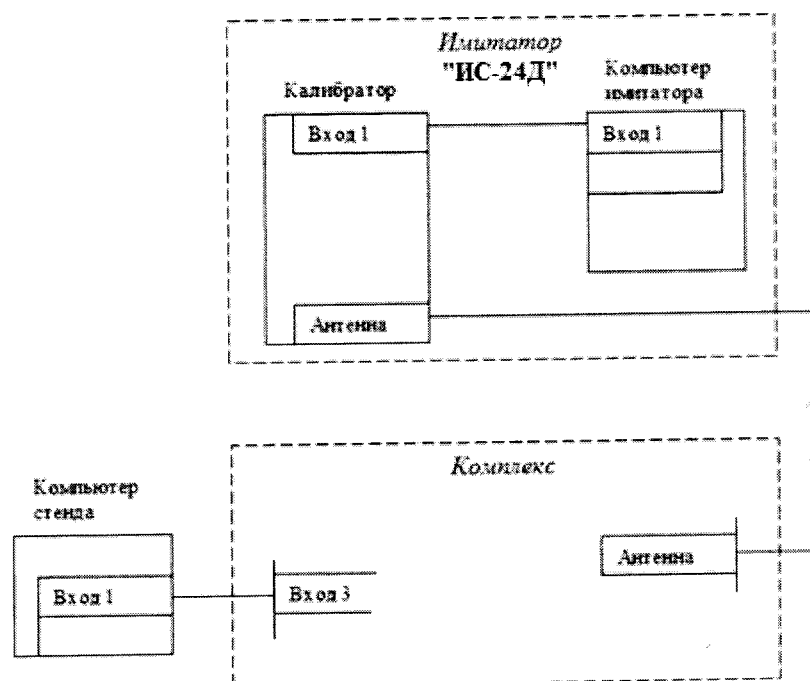 Имитатор
"ИС-24Д"
Калибратор
Компьютер
имитатора
Вход 1
Вход 1
Антенна
Комплекс
Компьютер
стенда
Антенна
Вход 1
Вход 3